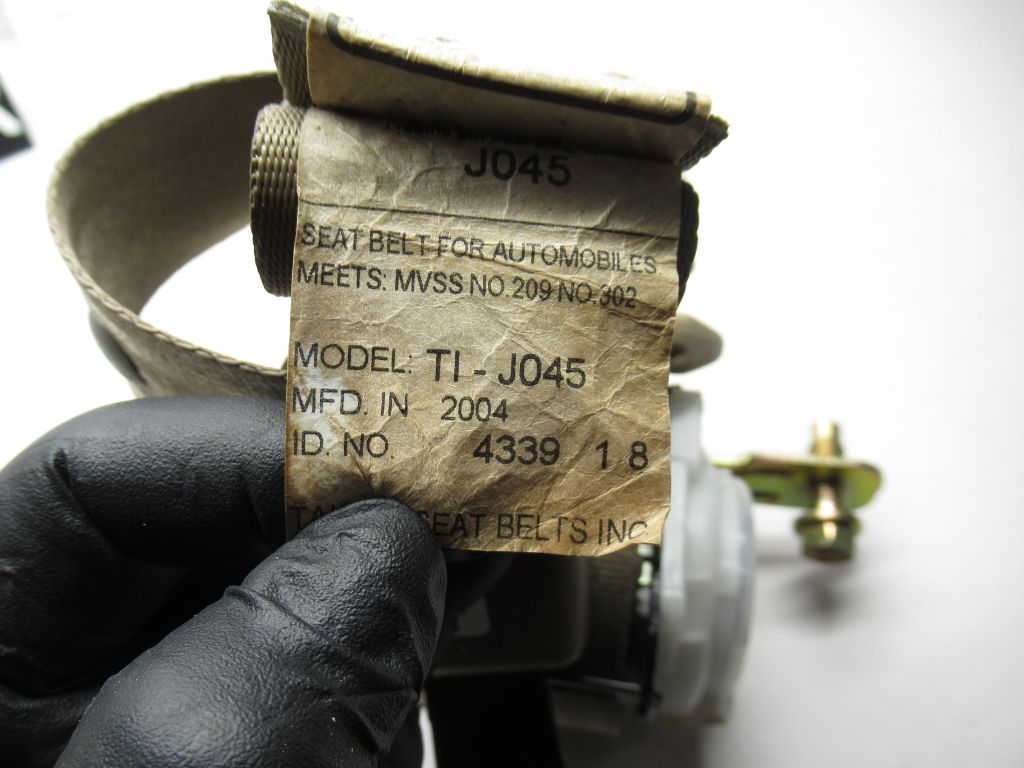 J045
SEAT BELT FOR AUTOMOBILES
MEETS: MVSS NO.209 NO.302
MODEL: TI - J045
MFD. IN 2004
ID. NO. 4339 1 8
SEAT BELTS INC